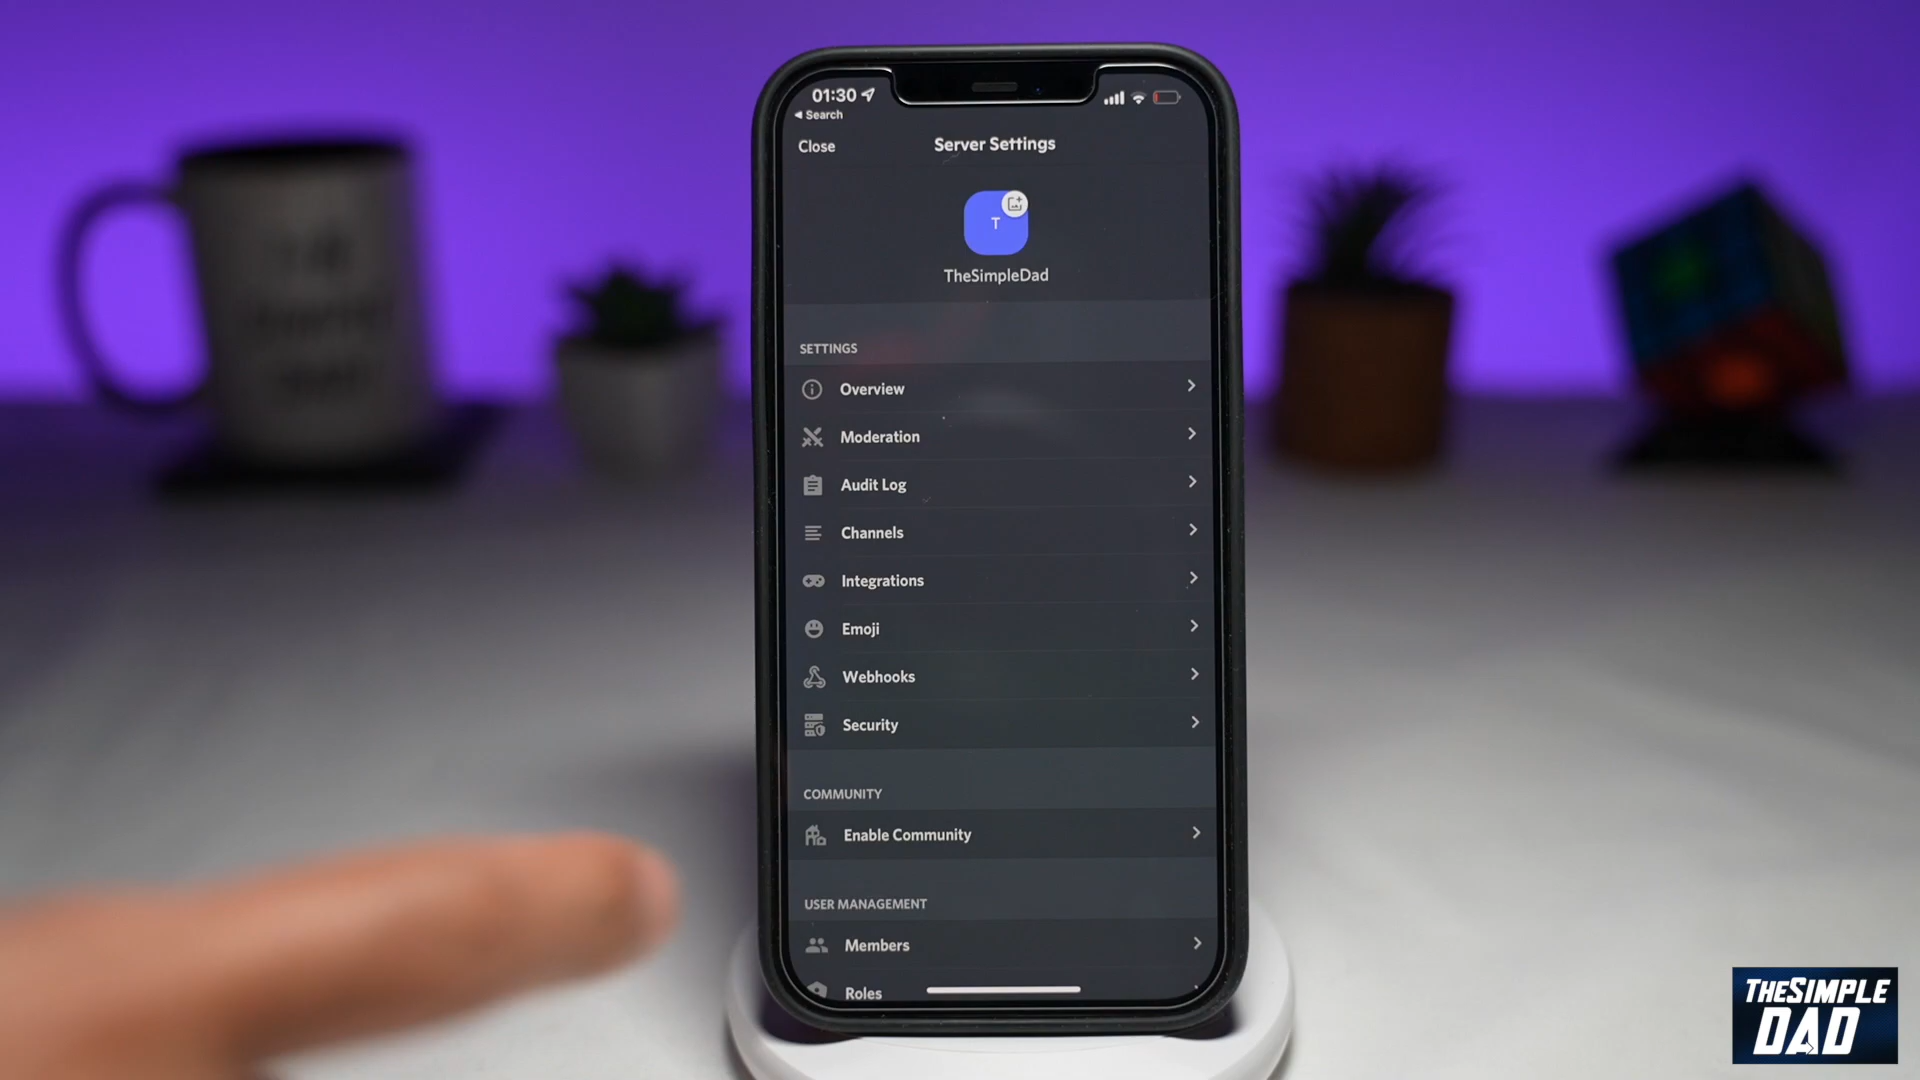 01:30
Search
Close
Server Settings
T
TheSimpleDad
SETTINGS
Overview
Moderation
Audit Log
Channels
Integrations
Emoji
Webhooks
Security
COMMUNITY
Enable Community
USER MANAGEMENT
Members
Roles
THESIMPLE
DAD